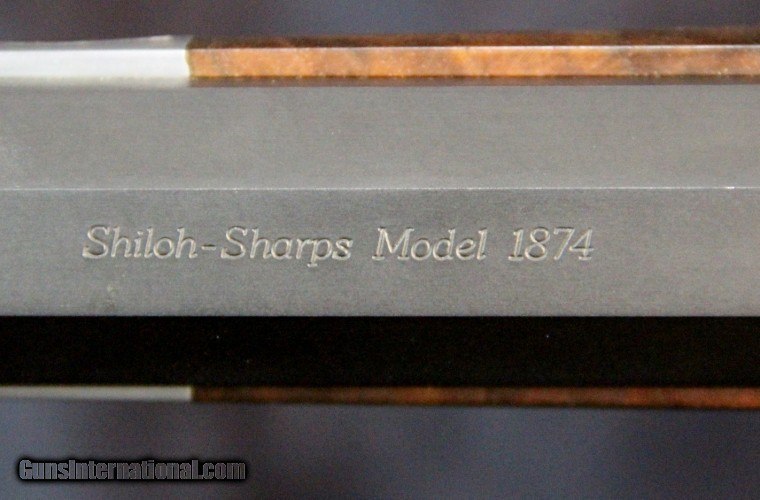 Shiloh-Sharps Model 1874
GunsInternational.com